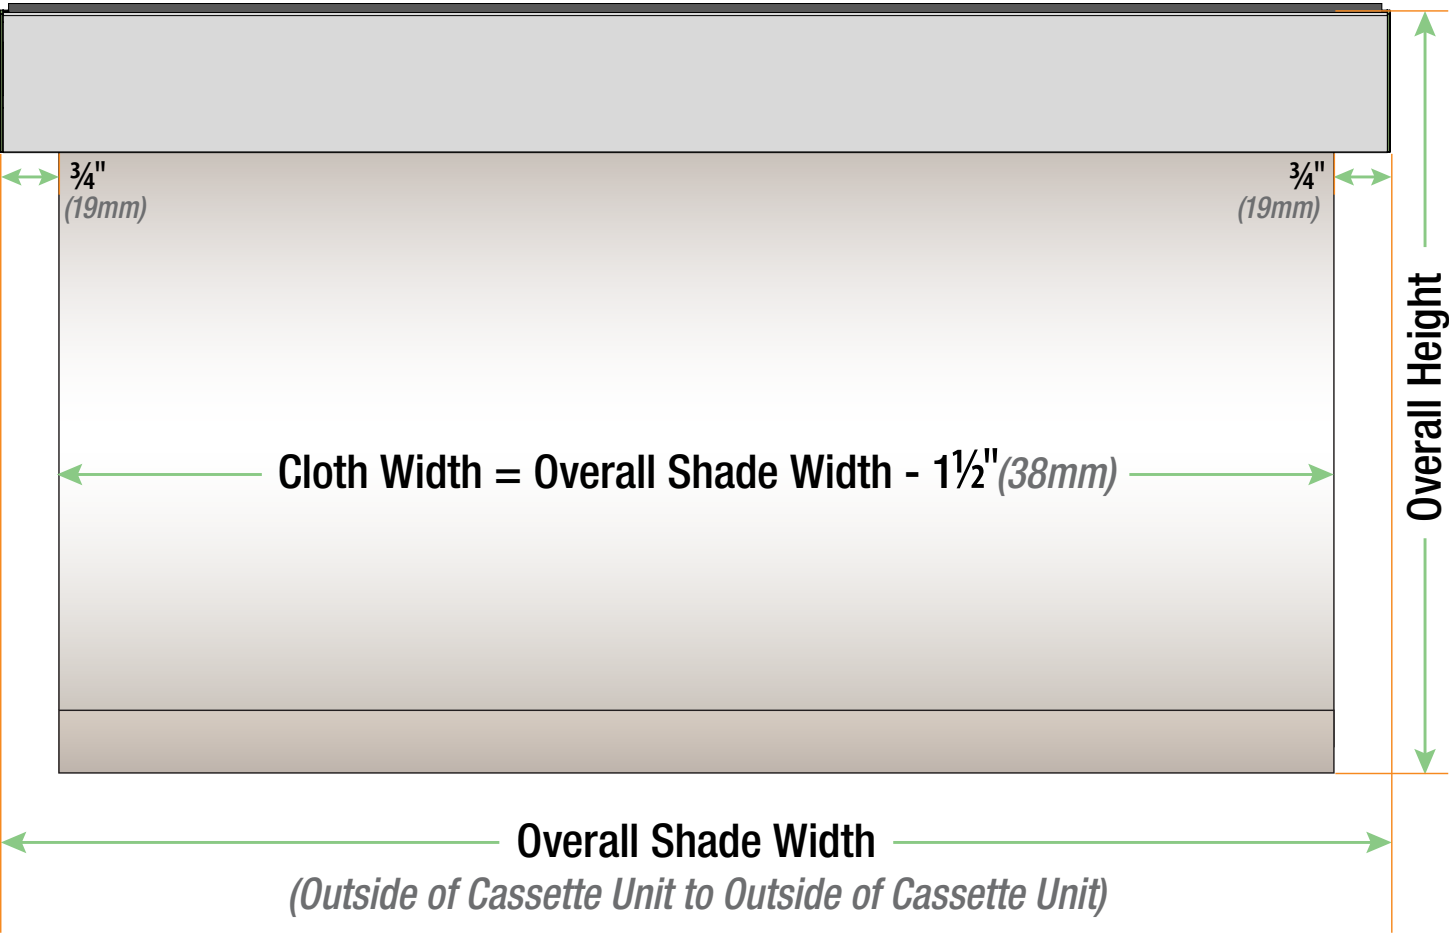 ¾"
(19mm)
¾"
(19mm)
Overall Height
Cloth Width = Overall Shade Width - 1½"(38mm)
Overall Shade Width
(Outside of Cassette Unit to Outside of Cassette Unit)